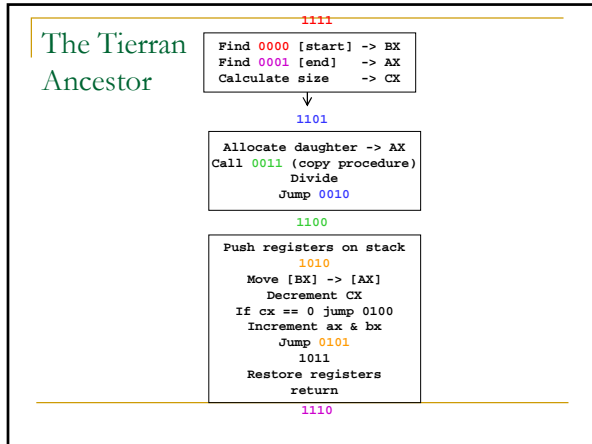 The Tierran
Ancestor
1111
Find 0000 [start] -> BX
Find 0001 [end] -> AX
Calculate size -> CX
1101
Allocate daughter -> AX
Call 0011 (copy procedure)
Divide
Jump 0010
1100
Push registers on stack
1010
Move [BX] -> [AX]
Decrement CX
If cx == 0 jump 0100
Increment ax & bx
Jump 0101
1011
Restore registers
return
1110